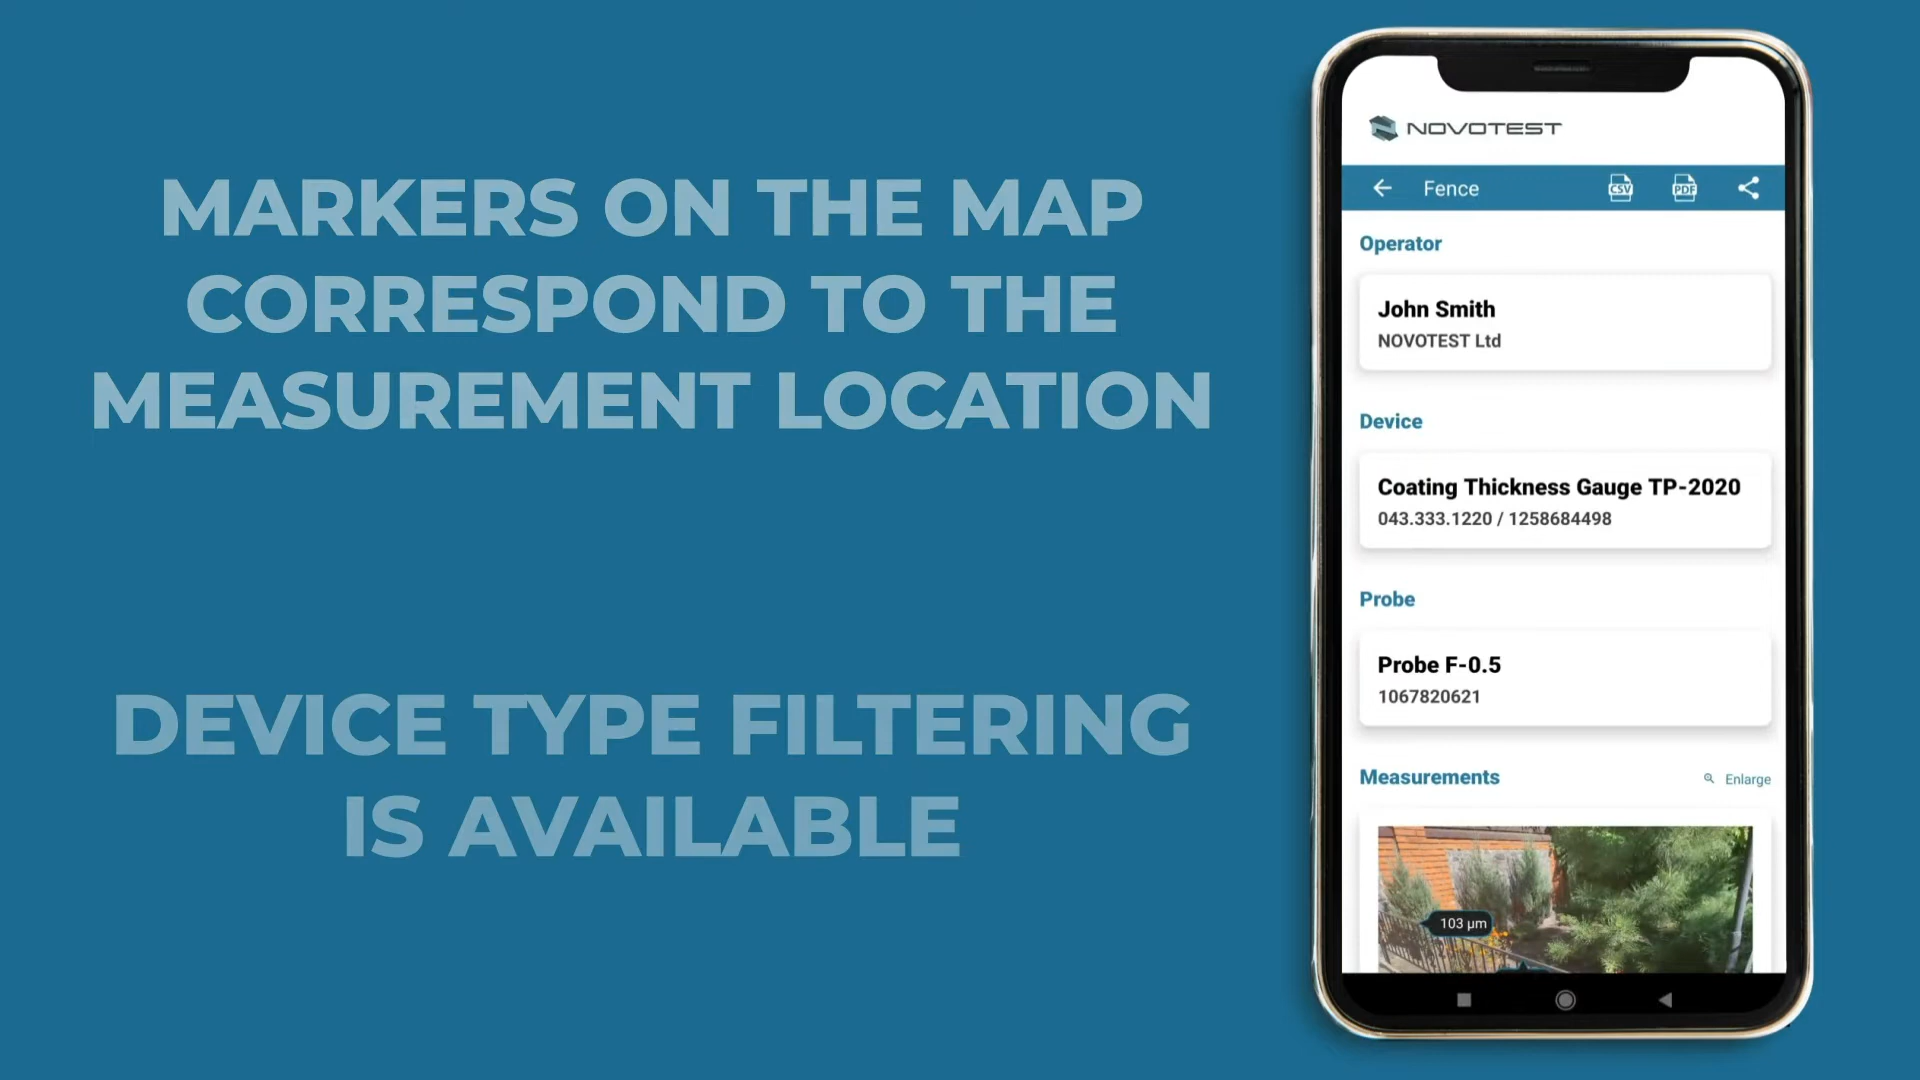 MARKERS ON THE MAP
CORRESPOND TO THE
MEASUREMENT LOCATION
DEVICE TYPE FILTERING
IS AVAILABLE
NOVOTEST
Fence
CSV
PDF
Operator
John Smith
NOVOTEST Ltd
Device
Coating Thickness Gauge TP-2020
043.333.1220 / 1258684498
Probe
Probe F-0.5
1067820621
Measurements
Enlarge
103 μm